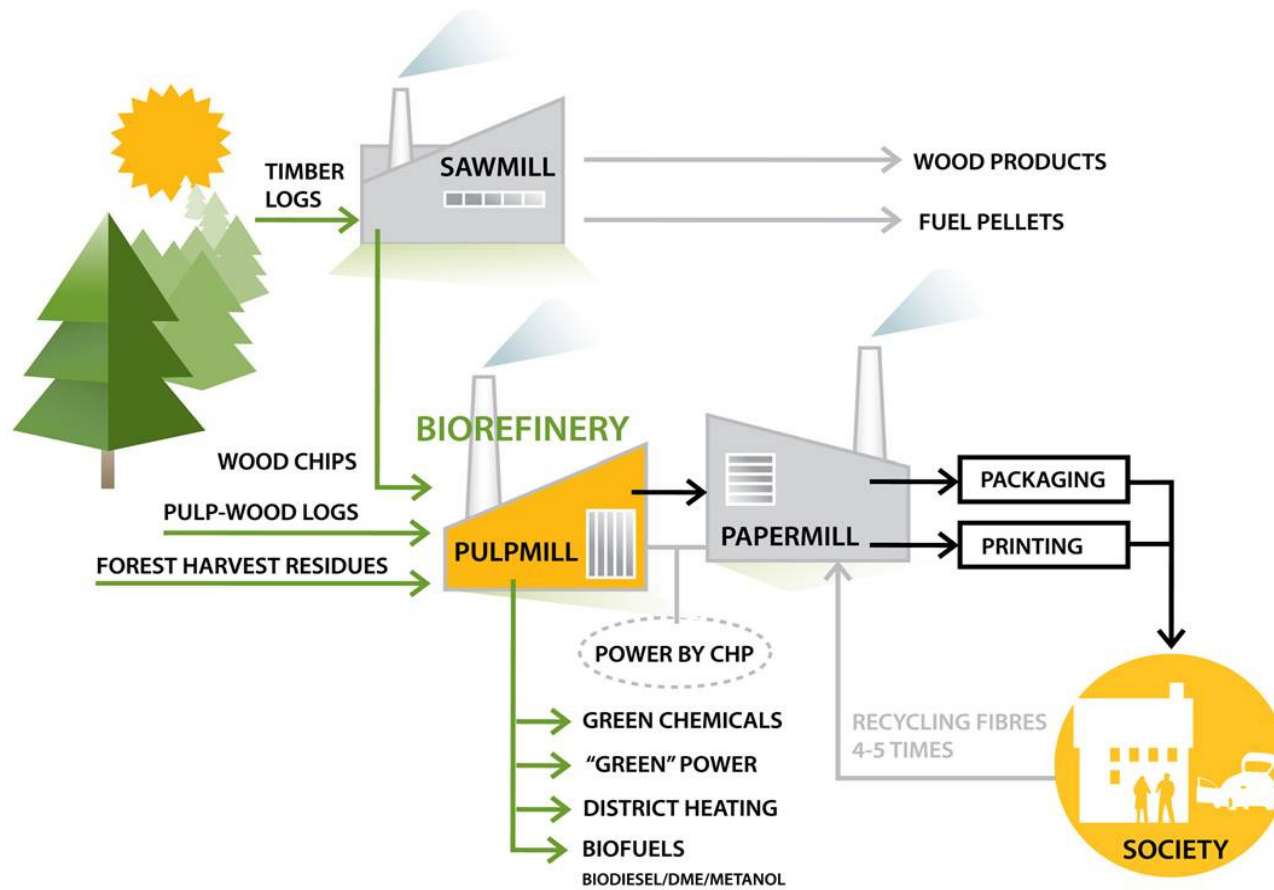 TIMBER
LOGS
SAWMILL
WOOD PRODUCTS
FUEL PELLETS
BIOREFINERY
WOOD CHIPS
PULP-WOOD LOGS
FOREST HARVEST RESIDUES
PULPMILL
PAPERMILL
PACKAGING
PRINTING
POWER BY CHP
GREEN CHEMICALS
“GREEN” POWER
DISTRICT HEATING
BIOFUELS
BIODIESEL/DME/METANOL
RECYCLING FIBRES
4-5 TIMES
SOCIETY